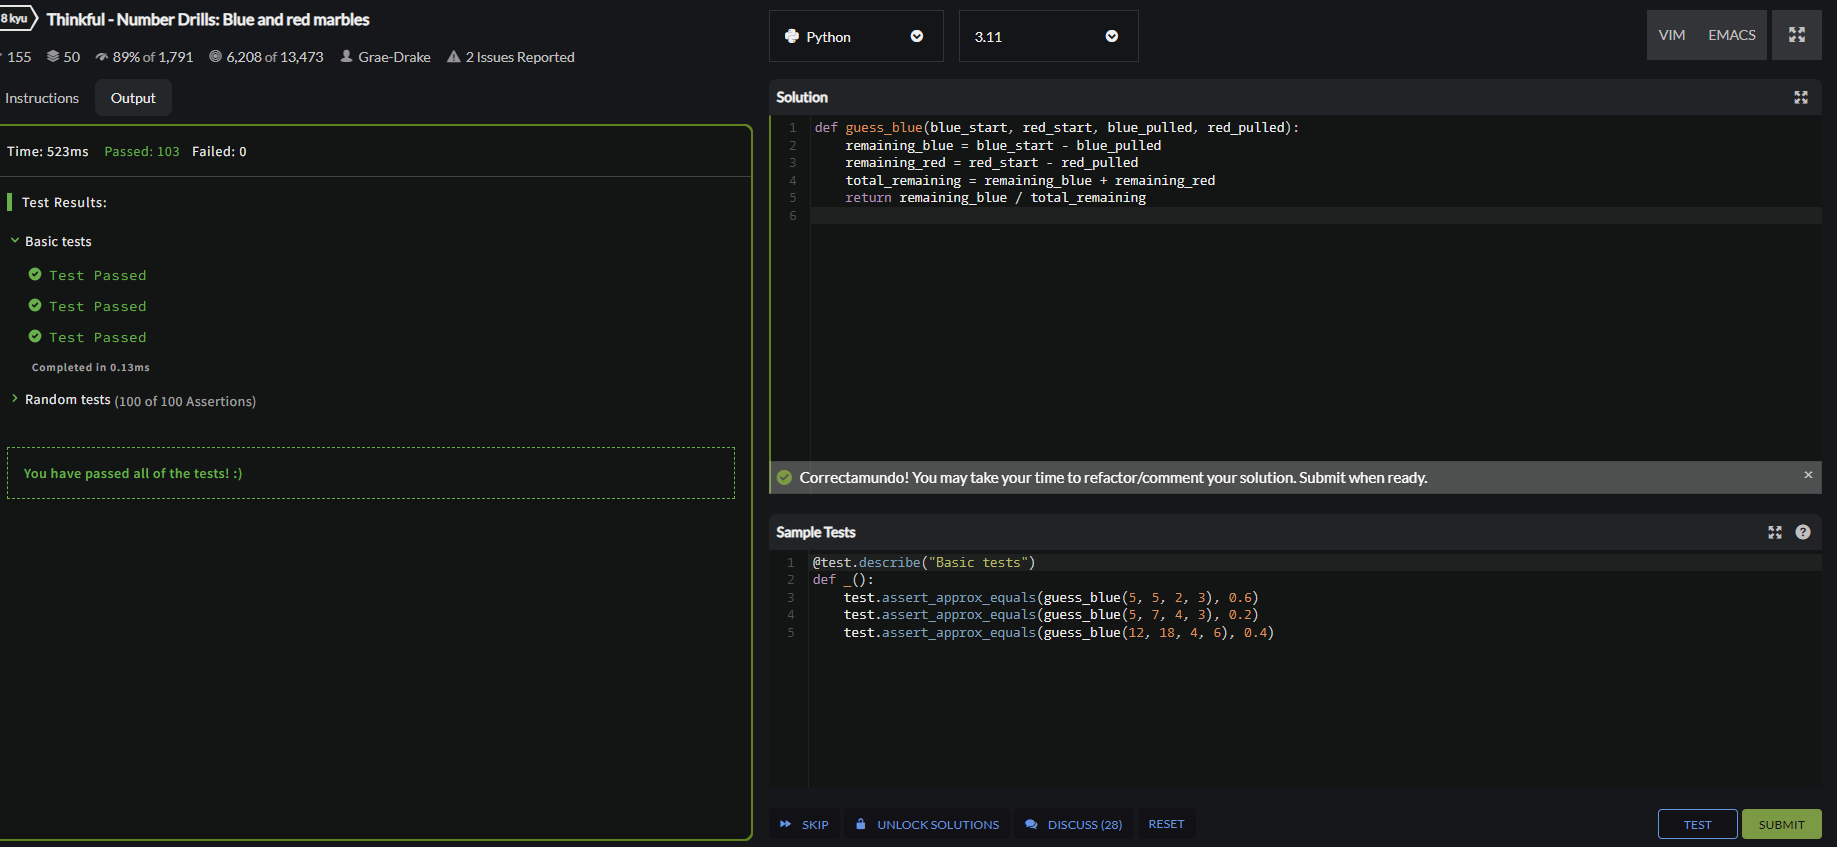 8 kyu Thinkful - Number Drills: Blue and red marbles
155 50 89% of 1,791 6,208 of 13,473 Grae-Drake 2 Issues Reported
Instructions Output
Time: 523ms Passed: 103 Failed: 0
Test Results:
Basic tests
Test Passed
Test Passed
Test Passed
Completed in 0.13ms
Random tests (100 of 100 Assertions)
You have passed all of the tests! :)
Python 3.11 VIM EMACS
Solution
1 def guess_blue(blue_start, red_start, blue_pulled, red_pulled):
2     remaining_blue = blue_start - blue_pulled
3     remaining_red = red_start - red_pulled
4     total_remaining = remaining_blue + remaining_red
5     return remaining_blue / total_remaining
6
Correctamundo! You may take your time to refactor/comment your solution. Submit when ready. ×
Sample Tests ?
1 @test.describe("Basic tests")
2 def _():
3     test.assert_approx_equals(guess_blue(5, 5, 2, 3), 0.6)
4     test.assert_approx_equals(guess_blue(5, 7, 4, 3), 0.2)
5     test.assert_approx_equals(guess_blue(12, 18, 4, 6), 0.4)
SKIP UNLOCK SOLUTIONS DISCUSS (28) RESET TEST SUBMIT